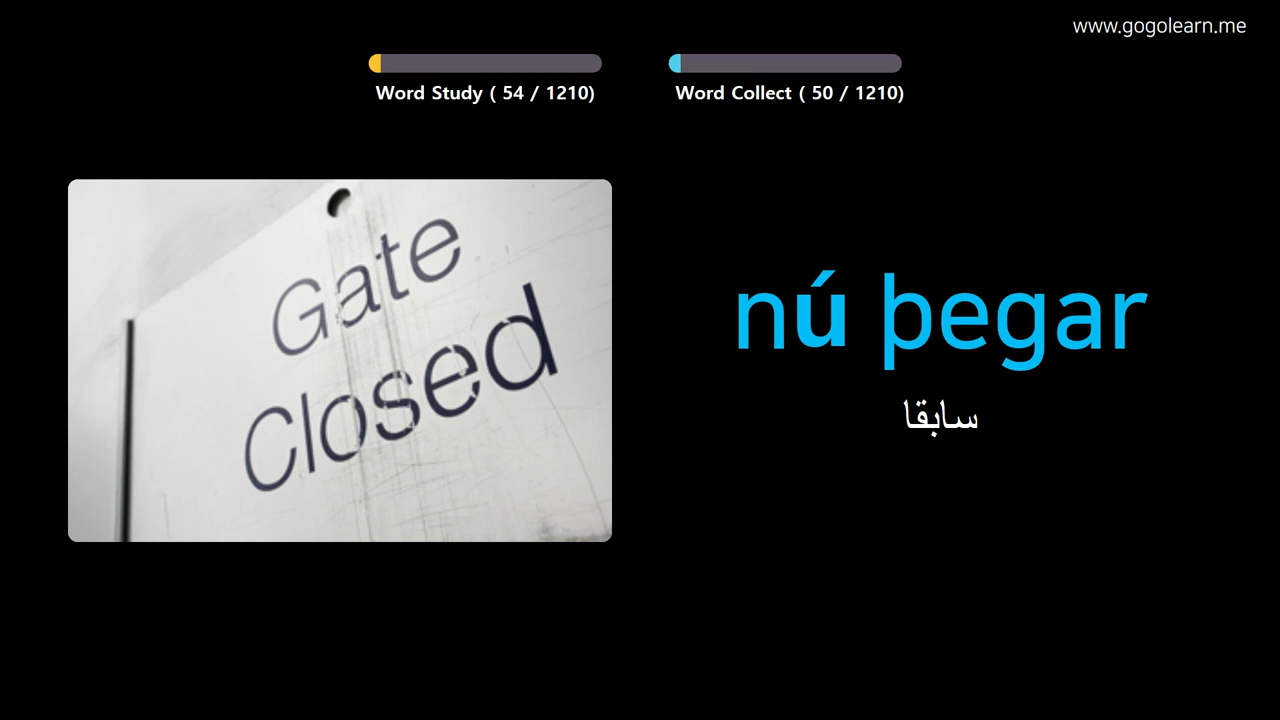 www.gogolearn.me
Word Study ( 54 / 1210)
Word Collect ( 50 / 1210)
Gate
Closed
nú þegar
سابقا